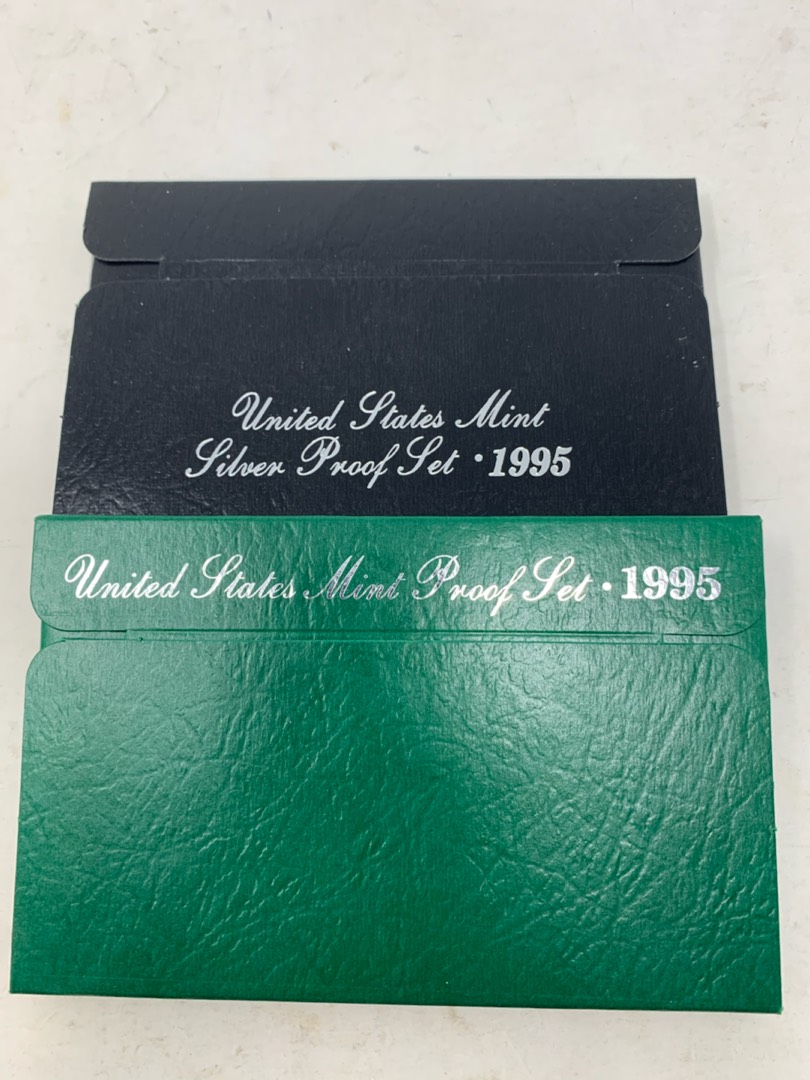 United States Mint
Silver Proof Set · 1995
United States Mint Proof Set · 1995